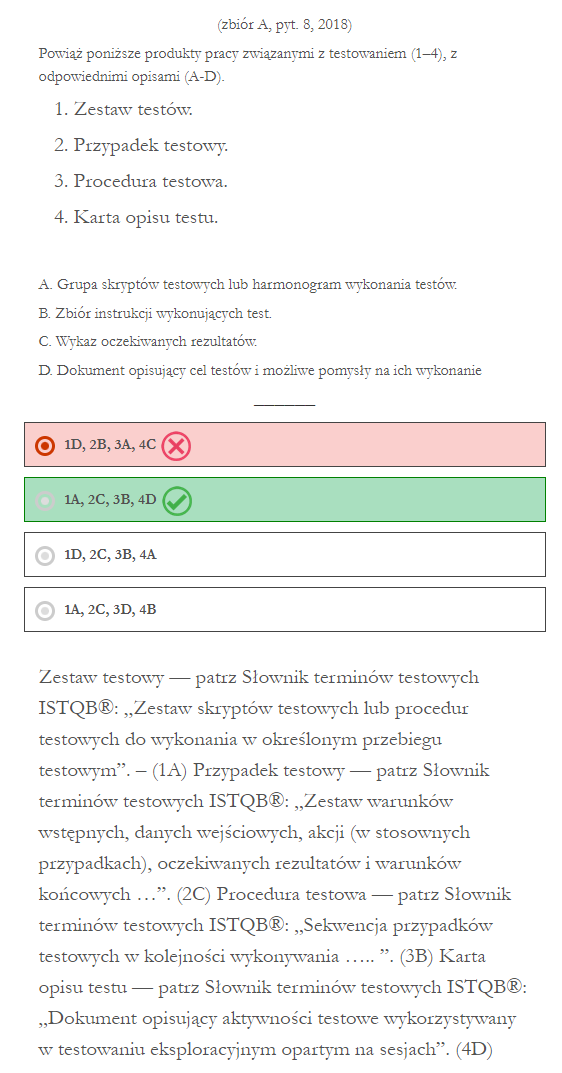 (zbiór A, pyt. 8, 2018)
Powiąż poniższe produkty pracy związanymi z testowaniem (1–4), z
odpowiednimi opisami (A-D).
1. Zestaw testów.
2. Przypadek testowy.
3. Procedura testowa.
4. Karta opisu testu.
A. Grupa skryptów testowych lub harmonogram wykonania testów.
B. Zbiór instrukcji wykonujących test.
C. Wykaz oczekiwanych rezultatów.
D. Dokument opisujący cel testów i możliwe pomysły na ich wykonanie
1D, 2B, 3A, 4C
1A, 2C, 3B, 4D
1D, 2C, 3B, 4A
1A, 2C, 3D, 4B
Zestaw testowy — patrz Słownik terminów testowych
ISTQB®: „Zestaw skryptów testowych lub procedur
testowych do wykonania w określonym przebiegu
testowym”. – (1A) Przypadek testowy — patrz Słownik
terminów testowych ISTQB®: „Zestaw warunków
wstępnych, danych wejściowych, akcji (w stosownych
przypadkach), oczekiwanych rezultatów i warunków
końcowych …”. (2C) Procedura testowa — patrz Słownik
terminów testowych ISTQB®: „Sekwencja przypadków
testowych w kolejności wykonywania ….. ”. (3B) Karta
opisu testu — patrz Słownik terminów testowych ISTQB®:
„Dokument opisujący aktywności testowe wykorzystywany
w testowaniu eksploracyjnym opartym na sesjach”. (4D)